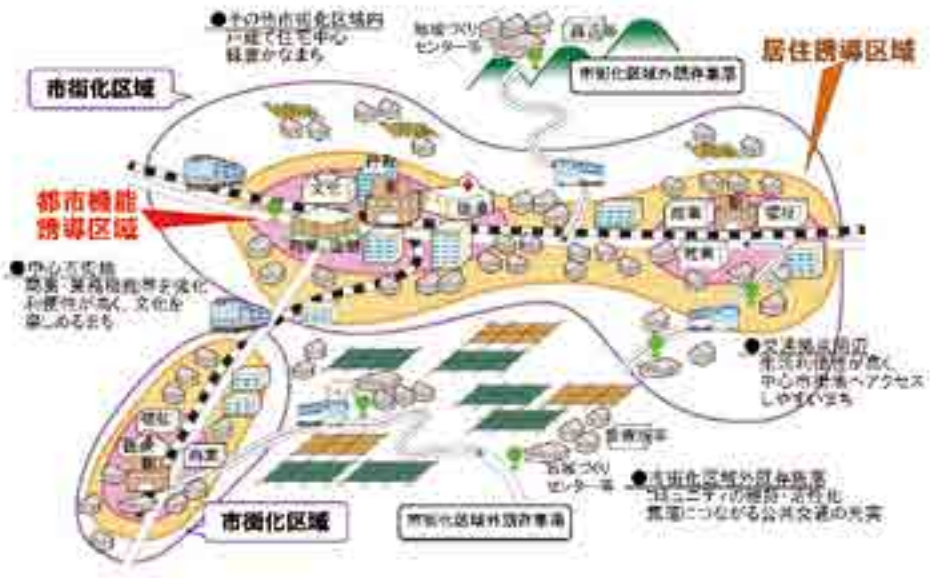 ●その他市街化区域内
戸建て住宅中心
緑豊かなまち
地域づくり
センター等
市街化区域外既存集落
居住誘導区域
市街化区域
文化
医療
都市機能
誘導区域
商業
福祉
●中心市街地
商業・業務機能等を強化
利便性が高く、文化を
楽しめるまち
●交通拠点周辺
生活利便性が高く、
中心市街地へアクセス
しやすいまち
福祉
医療
商業
地域づくり
センター等
●市街化区域外既存集落
コミュニティの維持・活性化
集落につながる公共交通の充実
市街化区域
市街化区域外既存集落